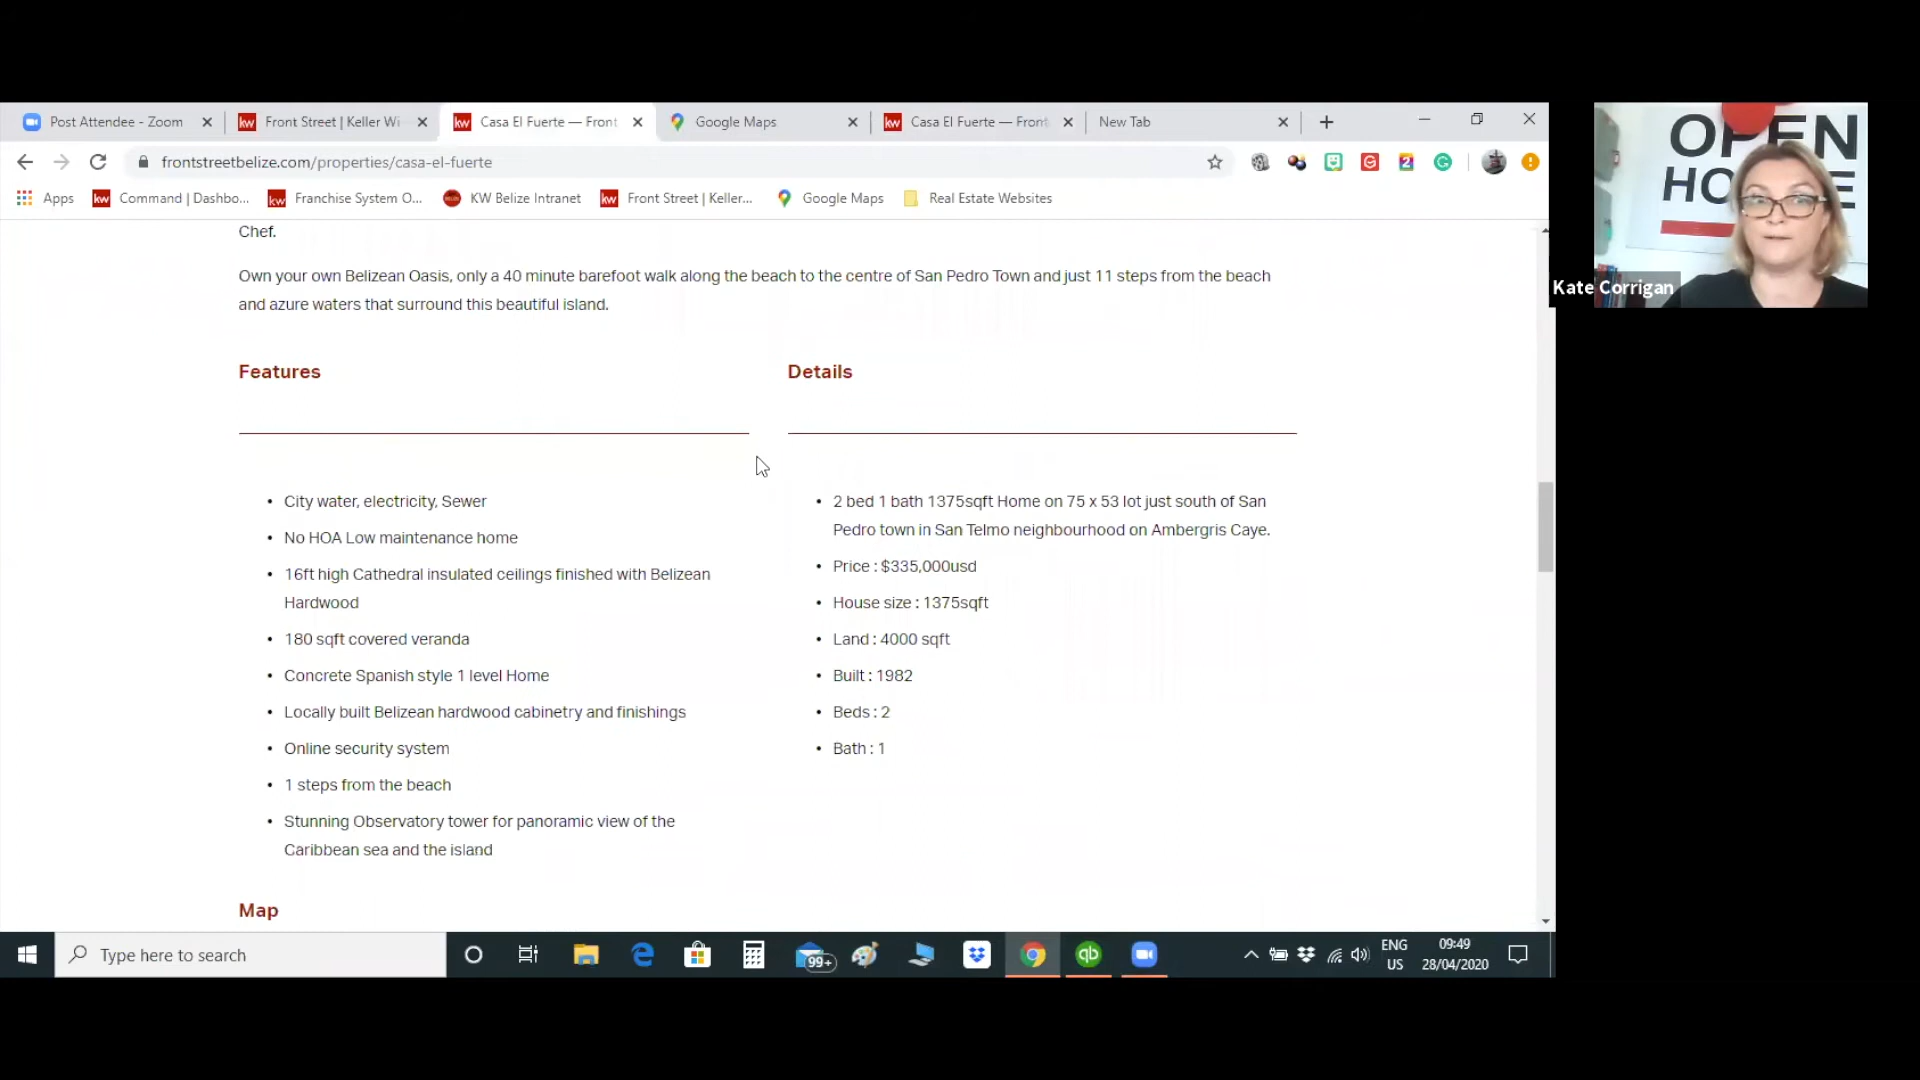 Post Attendee - Zoom
kw Front Street | Keller Wi
kw Casa El Fuerte — Front
Google Maps
kw Casa El Fuerte — Front
New Tab
frontstreetbelize.com/properties/casa-el-fuerte
Apps
kw Command | Dashbo...
kw Franchise System O...
KW Belize Intranet
kw Front Street | Keller...
Google Maps
Real Estate Websites
Chef.
Own your own Belizean Oasis, only a 40 minute barefoot walk along the beach to the centre of San Pedro Town and just 11 steps from the beach
and azure waters that surround this beautiful island.
Features
• City water, electricity, Sewer
• No HOA Low maintenance home
• 16ft high Cathedral insulated ceilings finished with Belizean
Hardwood
• 180 sqft covered veranda
• Concrete Spanish style 1 level Home
• Locally built Belizean hardwood cabinetry and finishings
• Online security system
• 1 steps from the beach
• Stunning Observatory tower for panoramic view of the
Caribbean sea and the island
Details
• 2 bed 1 bath 1375sqft Home on 75 x 53 lot just south of San
Pedro town in San Telmo neighbourhood on Ambergris Caye.
• Price : $335,000usd
• House size : 1375sqft
• Land : 4000 sqft
• Built : 1982
• Beds : 2
• Bath : 1
Map
Type here to search
99+
qb
ENG
US
09:49
28/04/2020
OPEN
HO E
Kate Corrigan